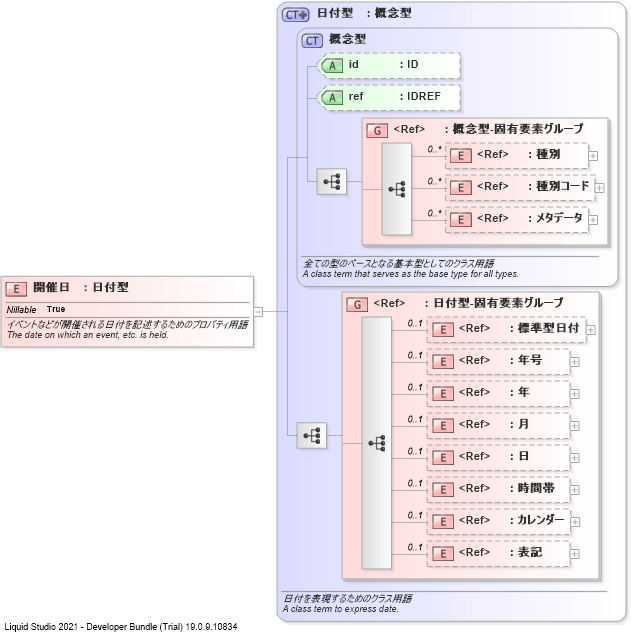 CT 日付型 : 概念型
CT 概念型
A id : ID
A ref : IDREF
G <Ref> : 概念型-固有要素グループ
0..* E <Ref> : 種別
0..* E <Ref> : 種別コード
0..* E <Ref> : メタデータ
全ての型のベースとなる基本型としてのクラス用語
A class term that serves as the base type for all types.
E 開催日 : 日付型
Nillable True
イベントなどが開催される日付を記述するためのプロパティ用語
The date on which an event, etc. is held.
G <Ref> : 日付型-固有要素グループ
0..1 E <Ref> : 標準型日付
0..1 E <Ref> : 年号
0..1 E <Ref> : 年
0..1 E <Ref> : 月
0..1 E <Ref> : 日
0..1 E <Ref> : 時間帯
0..1 E <Ref> : カレンダー
0..1 E <Ref> : 表記
日付を表現するためのクラス用語
A class term to express date.
Liquid Studio 2021 - Developer Bundle (Trial) 19.0.9.10834